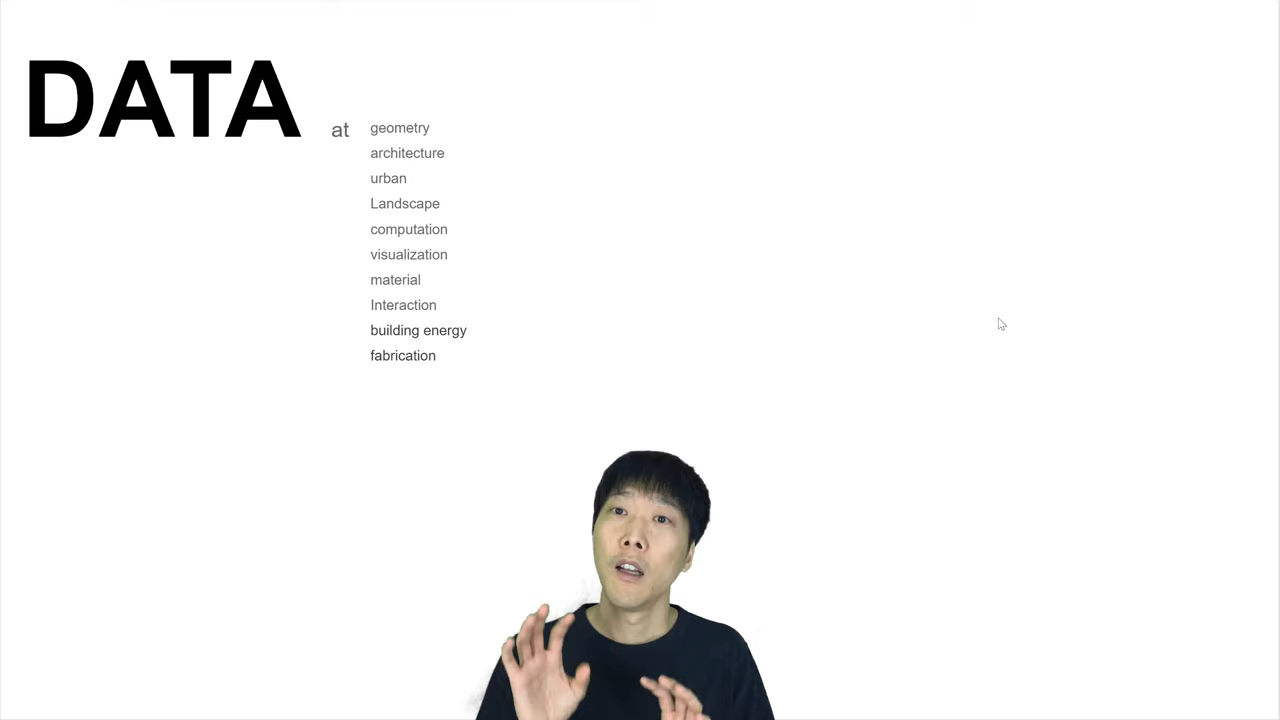 DATA
at geometry
architecture
urban
Landscape
computation
visualization
material
Interaction
building energy
fabrication